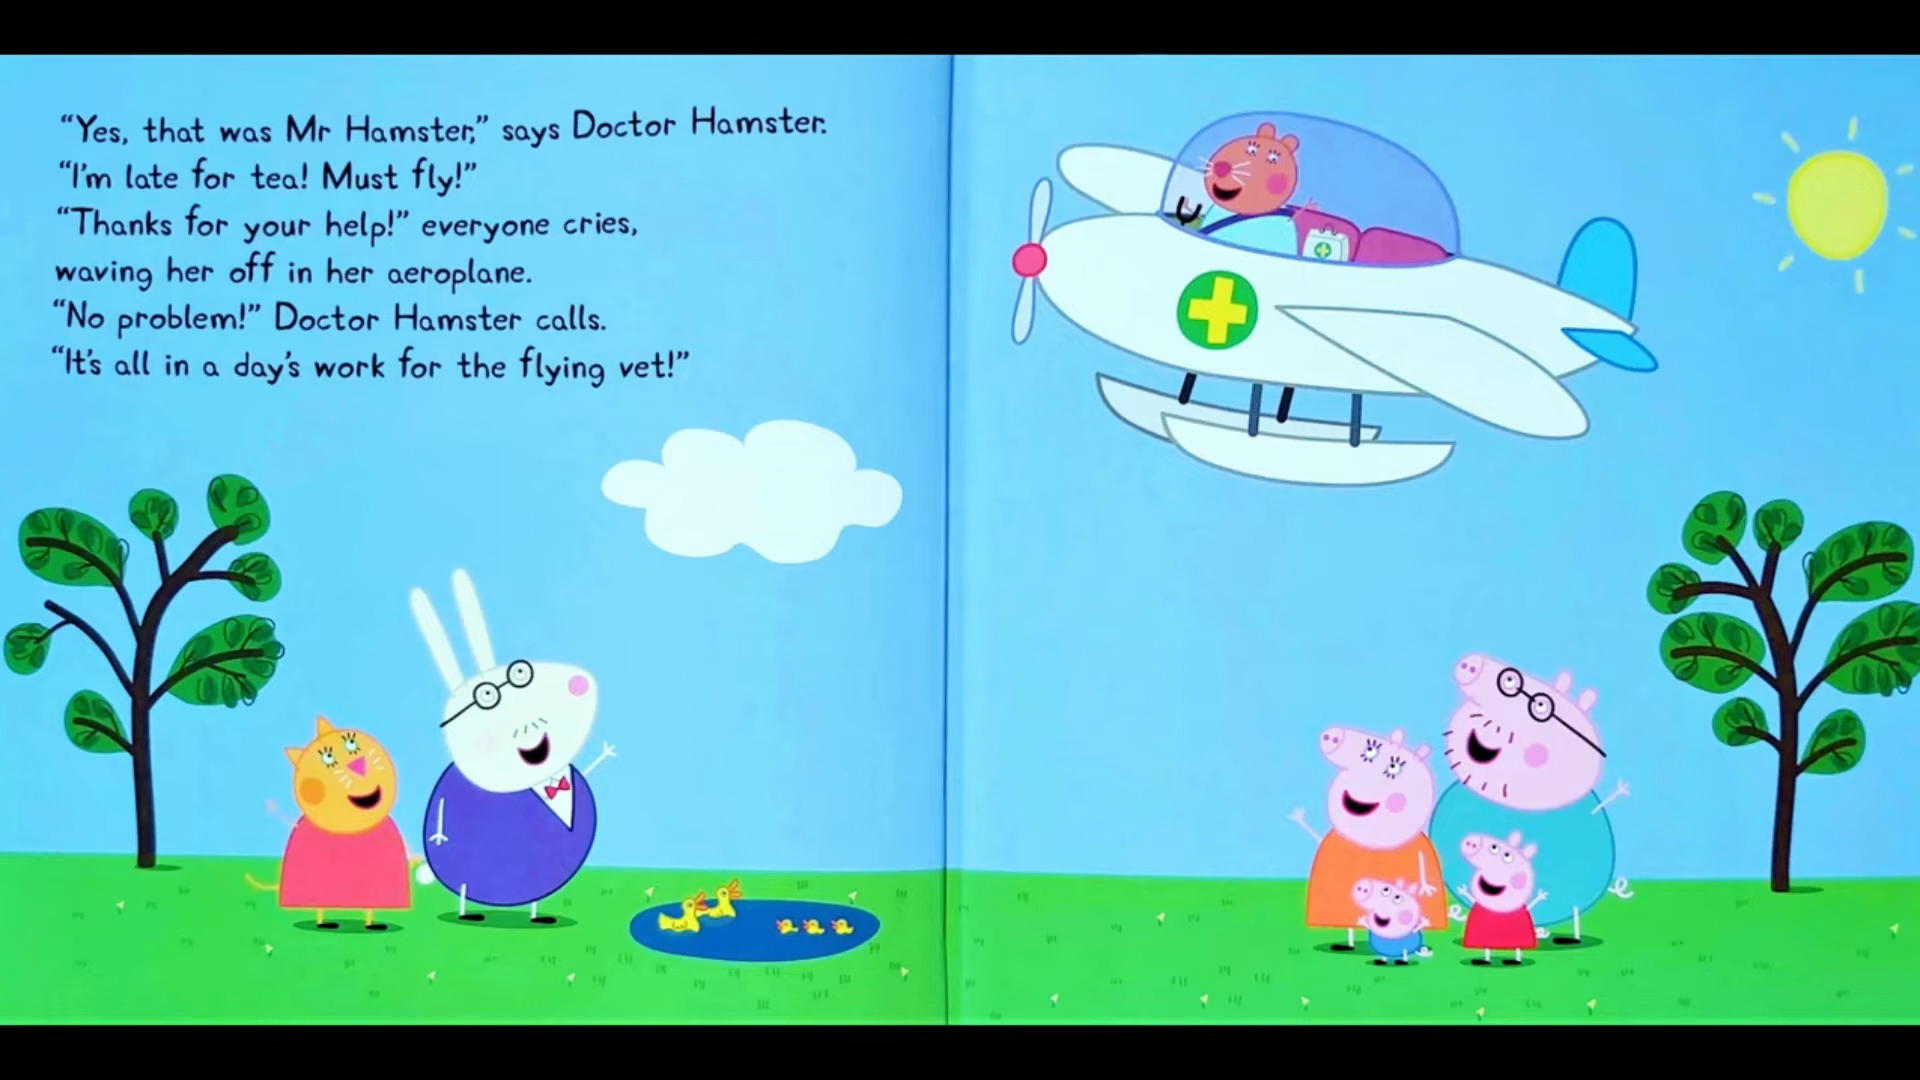 “Yes, that was Mr Hamster,” says Doctor Hamster.
“I’m late for tea! Must fly!”
“Thanks for your help!” everyone cries,
waving her off in her aeroplane.
“No problem!” Doctor Hamster calls.
“It’s all in a day’s work for the flying vet!”